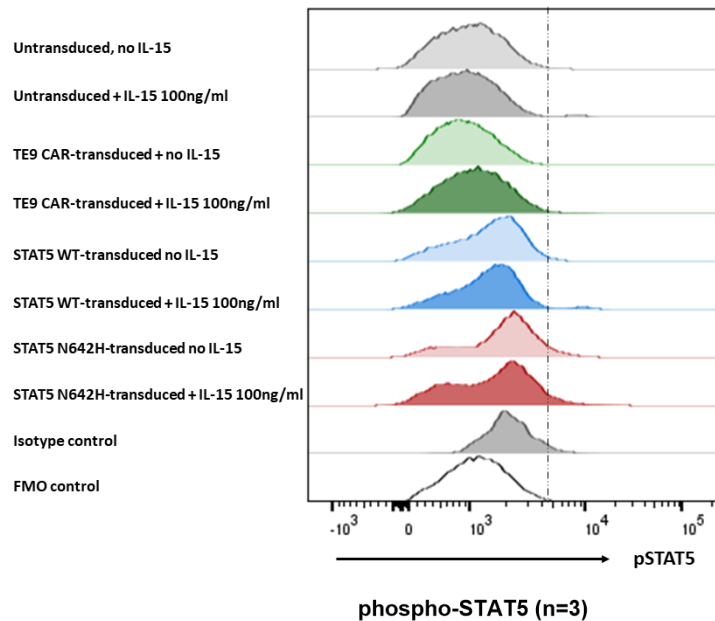 Untransduced, no IL-15
Untransduced + IL-15 100ng/ml
TE9 CAR-transduced + no IL-15
TE9 CAR-transduced + IL-15 100ng/ml
STAT5 WT-transduced no IL-15
STAT5 WT-transduced + IL-15 100ng/ml
STAT5 N642H-transduced no IL-15
STAT5 N642H-transduced + IL-15 100ng/ml
Isotype control
FMO control
-10³ 0 10³ 10⁴ 10⁵
pSTAT5
phospho-STAT5 (n=3)